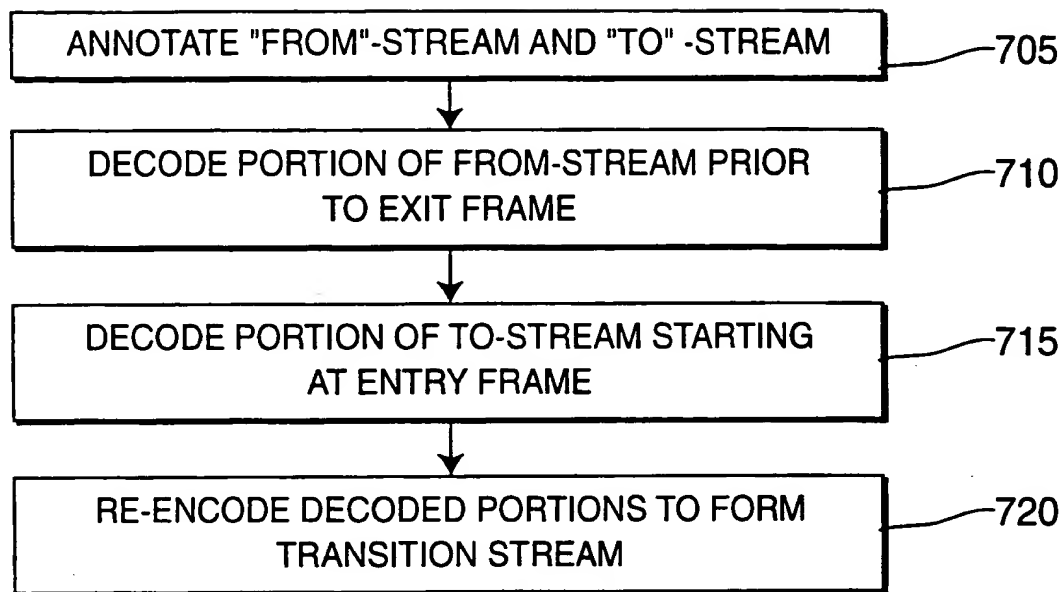 ANNOTATE "FROM"-STREAM AND "TO" -STREAM
705
DECODE PORTION OF FROM-STREAM PRIOR
TO EXIT FRAME
710
DECODE PORTION OF TO-STREAM STARTING
AT ENTRY FRAME
715
RE-ENCODE DECODED PORTIONS TO FORM
TRANSITION STREAM
720